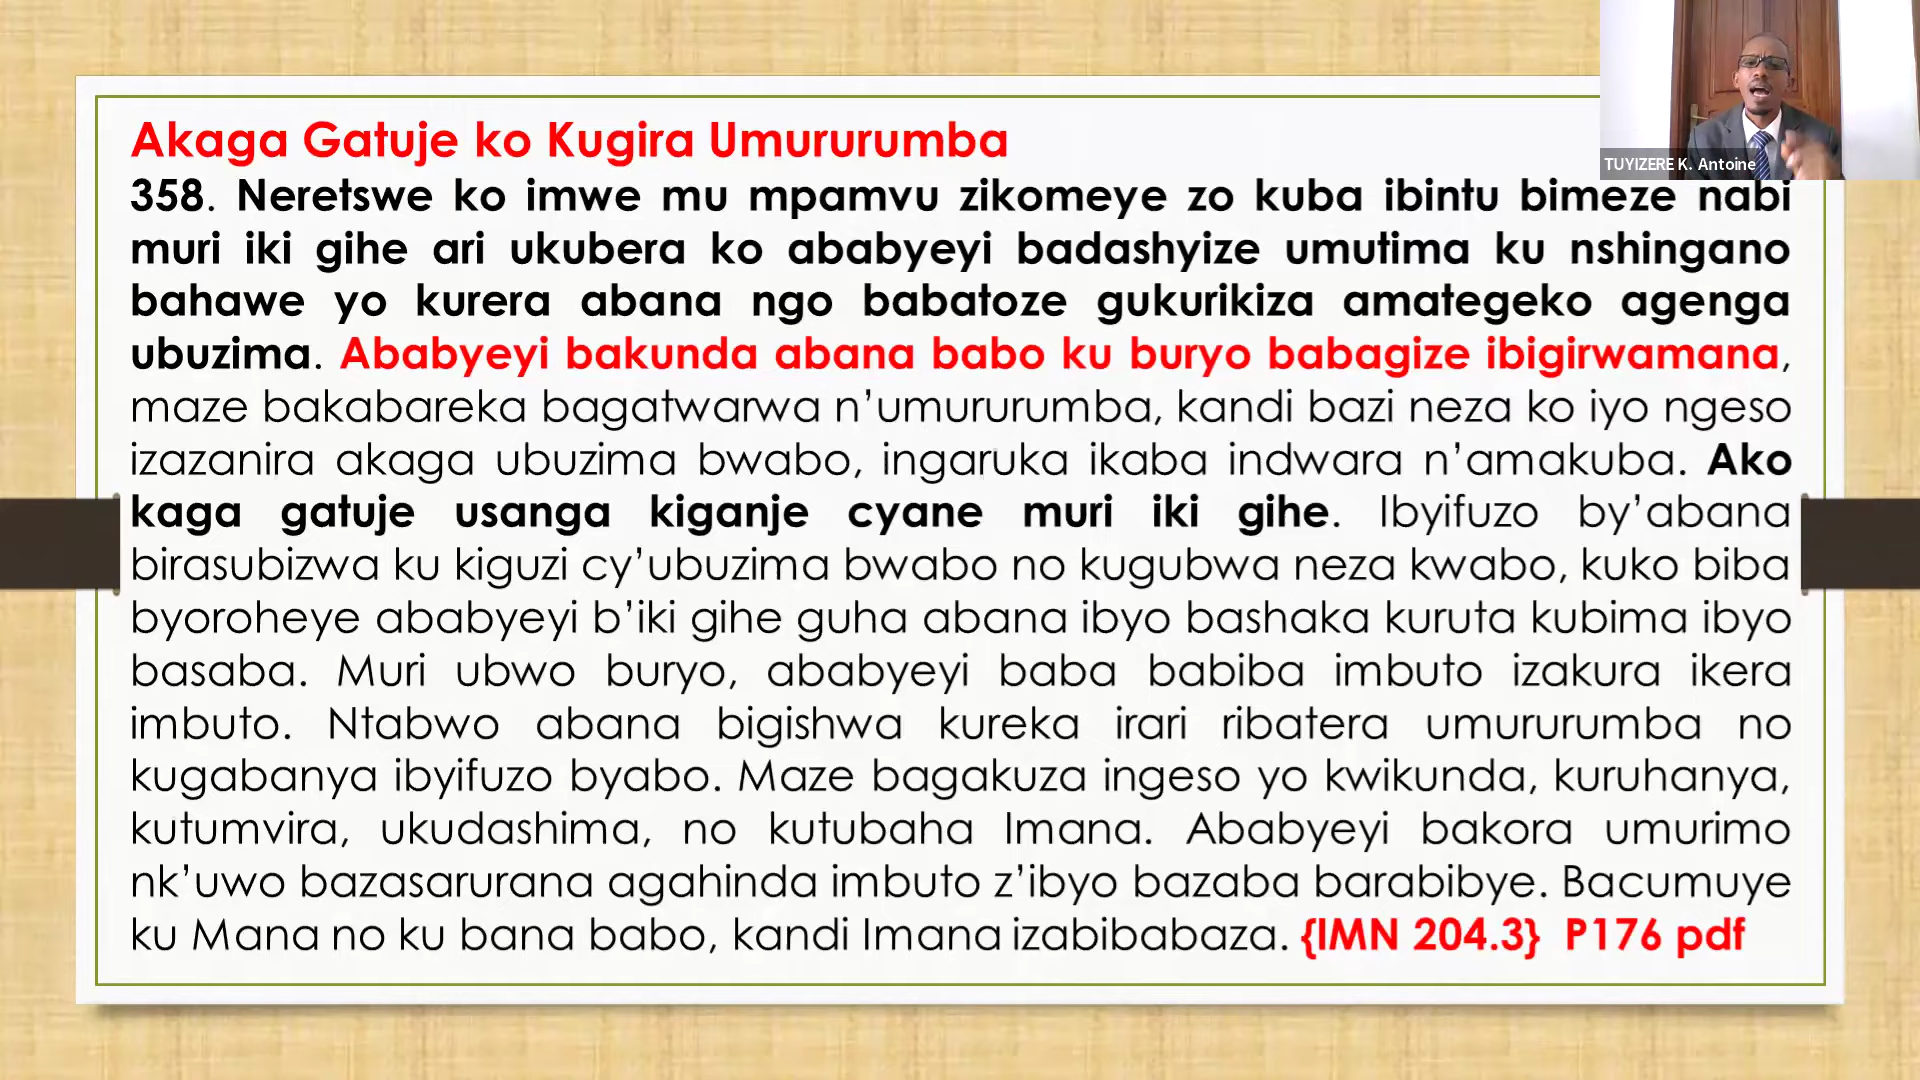 Akaga Gatuje ko Kugira Umururumba
TUYIZERE K. Antoine
358. Neretswe ko imwe mu mpamvu zikomeye zo kuba ibintu bimeze nabi
muri iki gihe ari ukubera ko ababyeyi badashyize umutima ku nshingano
bahawe yo kurera abana ngo babatoze gukurikiza amategeko agenga
ubuzima. Ababyeyi bakunda abana babo ku buryo babagize ibigirwamana,
maze bakabareka bagatwarwa n’umururumba, kandi bazi neza ko iyo ngeso
izazanira akaga ubuzima bwabo, ingaruka ikaba indwara n’amakuba. Ako
kaga gatuje usanga kiganje cyane muri iki gihe. Ibyifuzo by’abana
birasubizwa ku kiguzi cy’ubuzima bwabo no kugubwa neza kwabo, kuko biba
byoroheye ababyeyi b’iki gihe guha abana ibyo bashaka kuruta kubima ibyo
basaba. Muri ubwo buryo, ababyeyi baba babiba imbuto izakura ikera
imbuto. Ntabwo abana bigishwa kureka irari ribatera umururumba no
kugabanya ibyifuzo byabo. Maze bagakuza ingeso yo kwikunda, kuruhanya,
kutumvira, ukudashima, no kutubaha Imana. Ababyeyi bakora umurimo
nk’uwo bazasarurana agahinda imbuto z’ibyo bazaba barabibye. Bacumuye
ku Mana no ku bana babo, kandi Imana izabibabaza. {IMN 204.3} P176 pdf